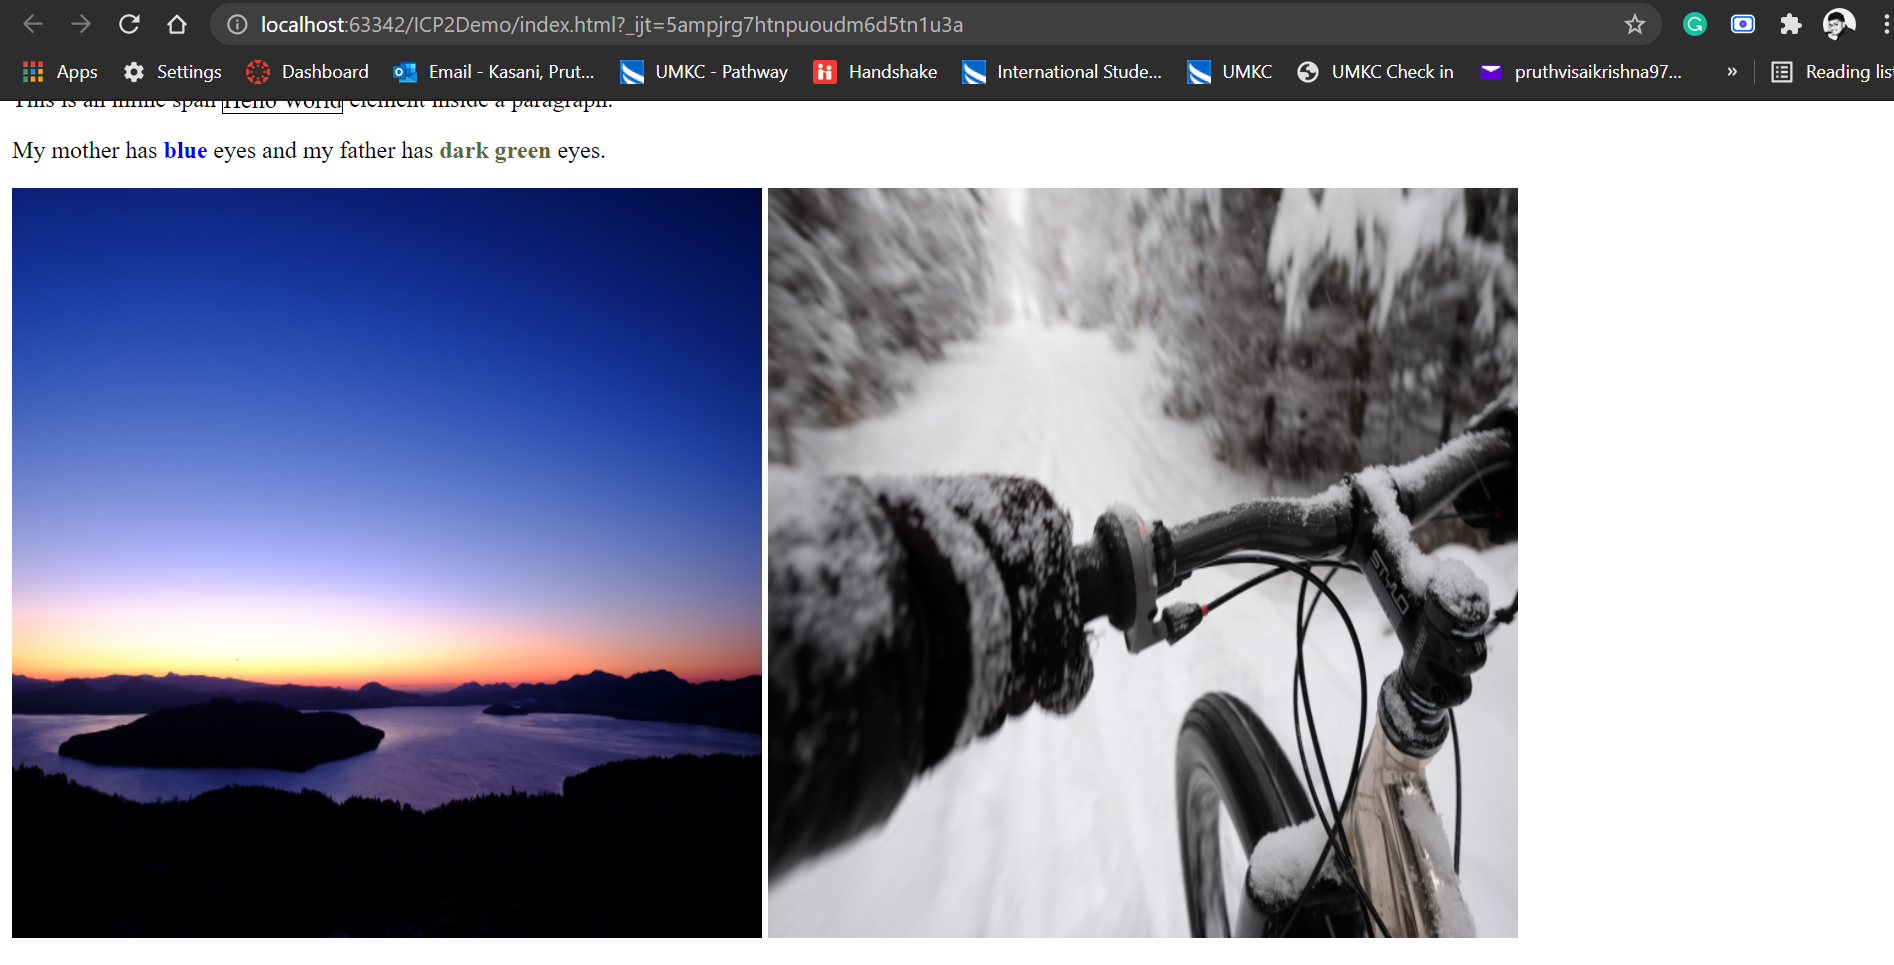 localhost:63342/ICP2Demo/index.html?_ijt=5ampjrg7htnpuoudm6d5tn1u3a
Apps Settings Dashboard Email - Kasani, Prut... UMKC - Pathway Handshake International Stude... UMKC UMKC Check in pruthvisaikrishna97... » Reading list
This is an inline span Hello World element inside a paragraph.
My mother has blue eyes and my father has dark green eyes.
STYLO